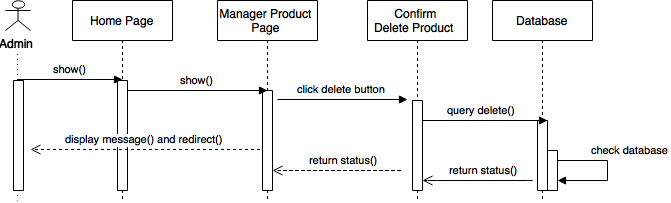 Admin
Home Page
Manager Product
Page
Confirm
Delete Product
Database
show()
show()
click delete button
query delete()
display message() and redirect()
check database
return status()
return status()